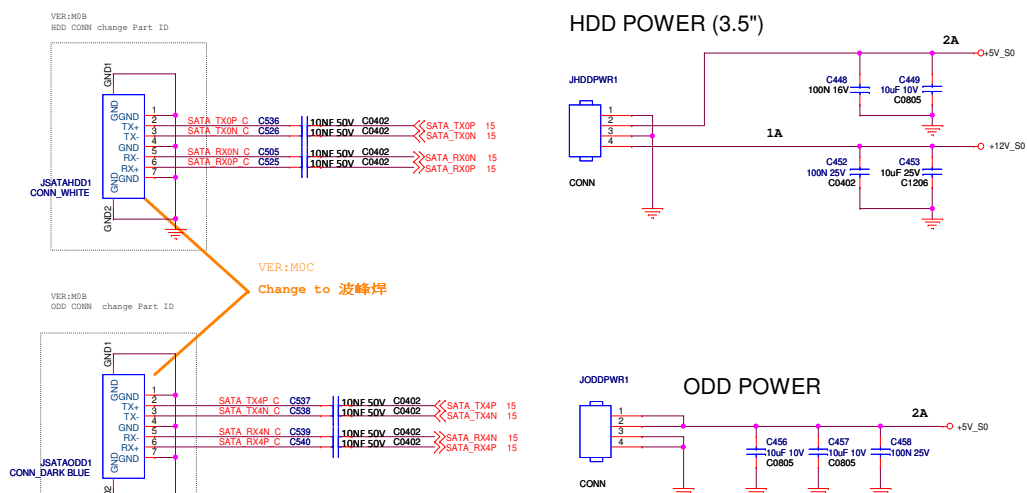 VER:M0B
HDD CONN change Part ID
GND1
GND
GGND
TX+
TX-
GND
RX-
RX+
GND
GND
1
2
3
4
5
6
7
SATA_TX0P_C C536 10NF 50V C0402 SATA_TX0P 15
SATA_TX0N_C C526 10NF 50V C0402 SATA_TX0N 15
SATA_RX0N_C C505 10NF 50V C0402 SATA_RX0N 15
SATA_RX0P_C C525 10NF 50V C0402 SATA_RX0P 15
JSATAHDD1
CONN_WHITE
GND2
VER:M0C
Change to 波峰焊
HDD POWER (3.5")
JHDDPWR1
1
2
3
4
CONN
2A
+5V_S0
C448
100N 16V
C449
10uF 10V
C0805
1A
+12V_S0
C452
100N 25V
C0402
C453
10uF 25V
C1206
VER:M0B
ODD CONN change Part ID
GND1
GND
GGND
TX+
TX-
GND
RX-
RX+
GND
GND
1
2
3
4
5
6
7
SATA_TX4P_C C537 10NF 50V C0402 SATA_TX4P 15
SATA_TX4N_C C538 10NF 50V C0402 SATA_TX4N 15
SATA_RX4N_C C539 10NF 50V C0402 SATA_RX4N 15
SATA_RX4P_C C540 10NF 50V C0402 SATA_RX4P 15
JSATAODD1
CONN_DARK BLUE
JODDPWR1
ODD POWER
1
2
3
4
CONN
2A
+5V_S0
C456
10uF 10V
C0805
C457
10uF 10V
C0805
C458
100N 25V